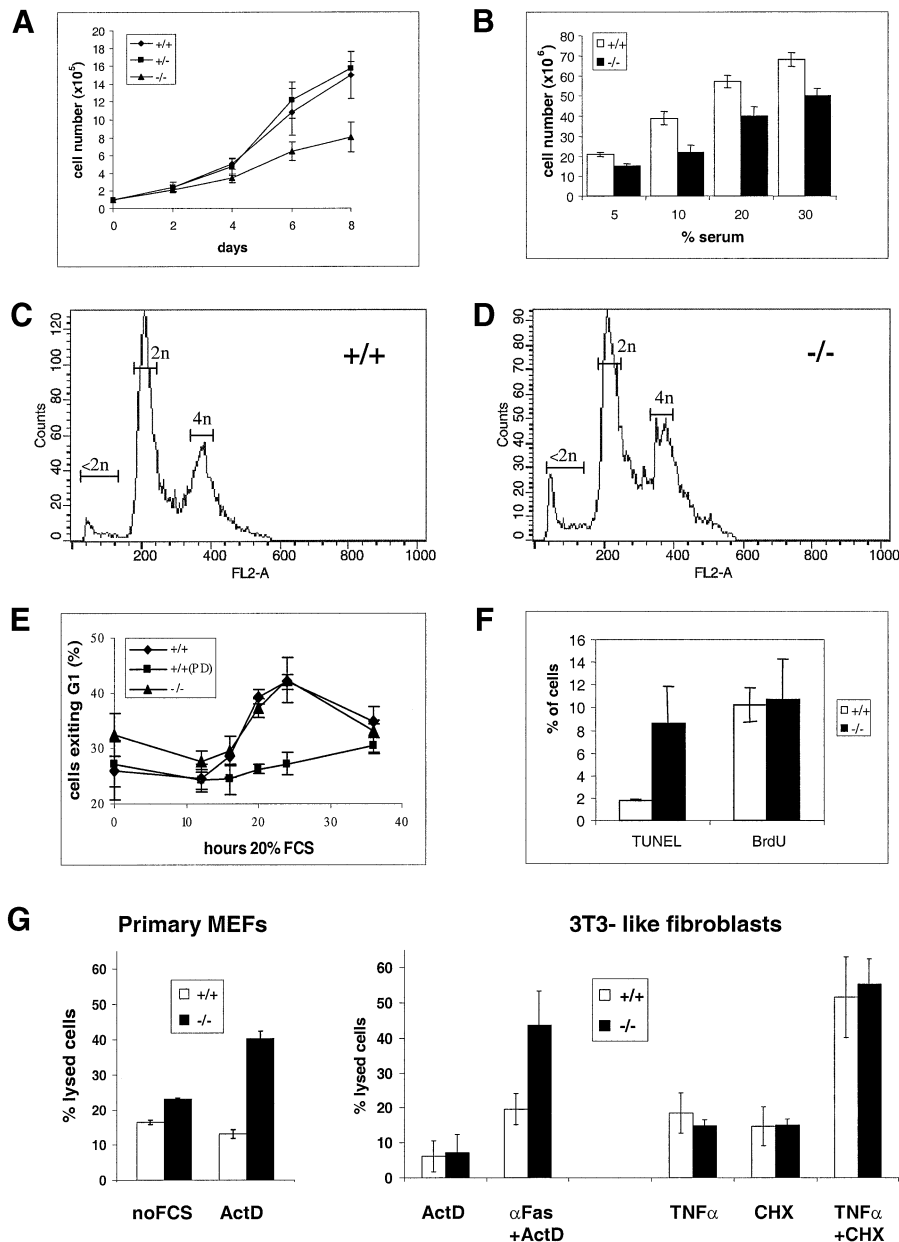 A
cell number (x10⁵)
20
18
16
14
12
10
8
6
4
2
0
+/+
+/-
-/-
0 2 4 6 8
days
B
cell number (x10⁶)
80
70
60
50
40
30
20
10
0
+/+
-/-
5 10 20 30
% serum
C
Counts
120
100
80
60
40
20
0
<2n
2n
4n
+/+
200 400 600 800 1000
FL2-A
D
Counts
90
80
70
60
50
40
30
20
10
0
<2n
2n
4n
-/-
200 400 600 800 1000
FL2-A
E
cells exiting G1 (%)
50
40
30
20
+/+
+/+(PD)
-/-
0 10 20 30 40
hours 20% FCS
F
% of cells
16
14
12
10
8
6
4
2
0
+/+
-/-
TUNEL BrdU
G
Primary MEFs
% lysed cells
60
50
40
30
20
10
0
+/+
-/-
noFCS ActD
3T3- like fibroblasts
% lysed cells
60
50
40
30
20
10
0
+/+
-/-
ActD αFas TNFα CHX TNFα
+ActD +CHX